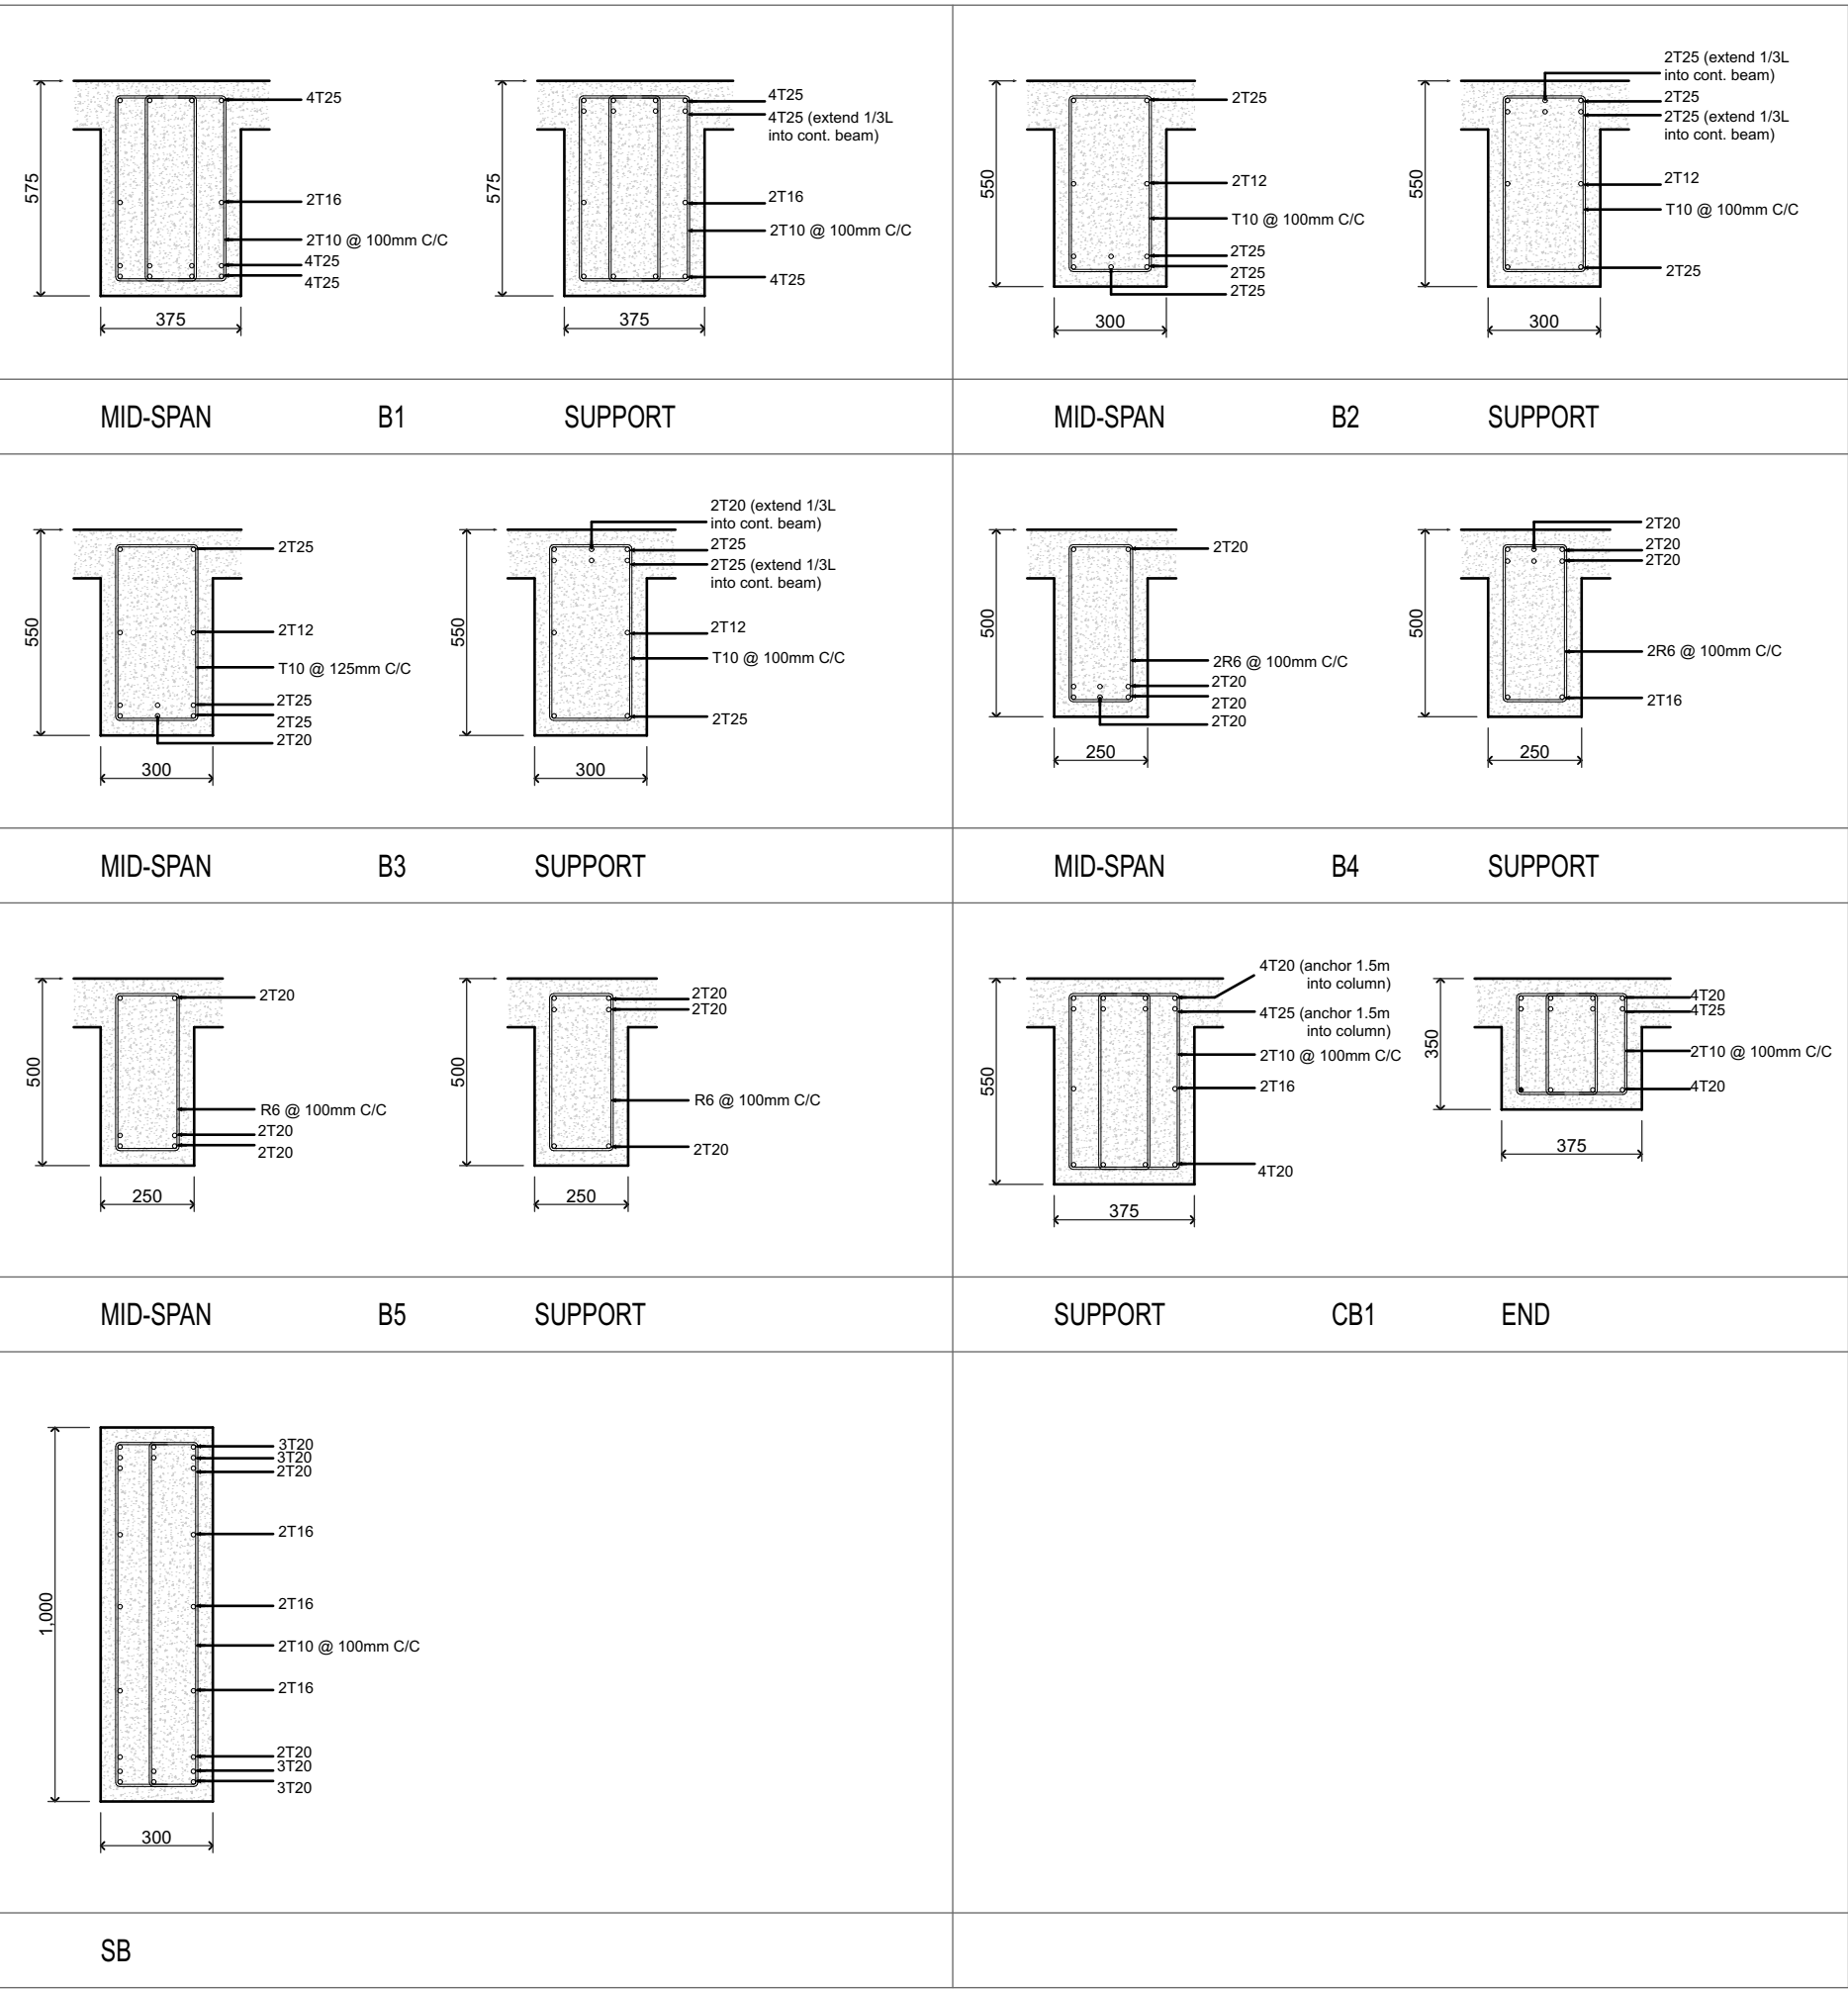 4T25
2T16
2T10 @ 100mm C/C
4T25
4T25
575
375
4T25
4T25 (extend 1/3L
into cont. beam)
2T16
2T10 @ 100mm C/C
4T25
575
375
MID-SPAN B1 SUPPORT
2T25
2T12
T10 @ 100mm C/C
2T25
2T25
2T25
550
300
2T25 (extend 1/3L
into cont. beam)
2T25
2T25 (extend 1/3L
into cont. beam)
2T12
T10 @ 100mm C/C
2T25
550
300
MID-SPAN B2 SUPPORT
2T25
2T12
T10 @ 125mm C/C
2T25
2T25
2T20
550
300
2T20 (extend 1/3L
into cont. beam)
2T25
2T25 (extend 1/3L
into cont. beam)
2T12
T10 @ 100mm C/C
2T25
550
300
MID-SPAN B3 SUPPORT
2T20
2R6 @ 100mm C/C
2T20
2T20
2T20
500
250
2T20
2T20
2T20
2R6 @ 100mm C/C
2T16
500
250
MID-SPAN B4 SUPPORT
2T20
R6 @ 100mm C/C
2T20
2T20
500
250
2T20
2T20
R6 @ 100mm C/C
2T20
500
250
MID-SPAN B5 SUPPORT
4T20 (anchor 1.5m
into column)
4T25 (anchor 1.5m
into column)
2T10 @ 100mm C/C
2T16
4T20
550
375
4T20
4T25
2T10 @ 100mm C/C
4T20
350
375
SUPPORT CB1 END
3T20
3T20
2T20
2T16
2T16
2T10 @ 100mm C/C
2T16
2T20
3T20
3T20
1,000
300
SB